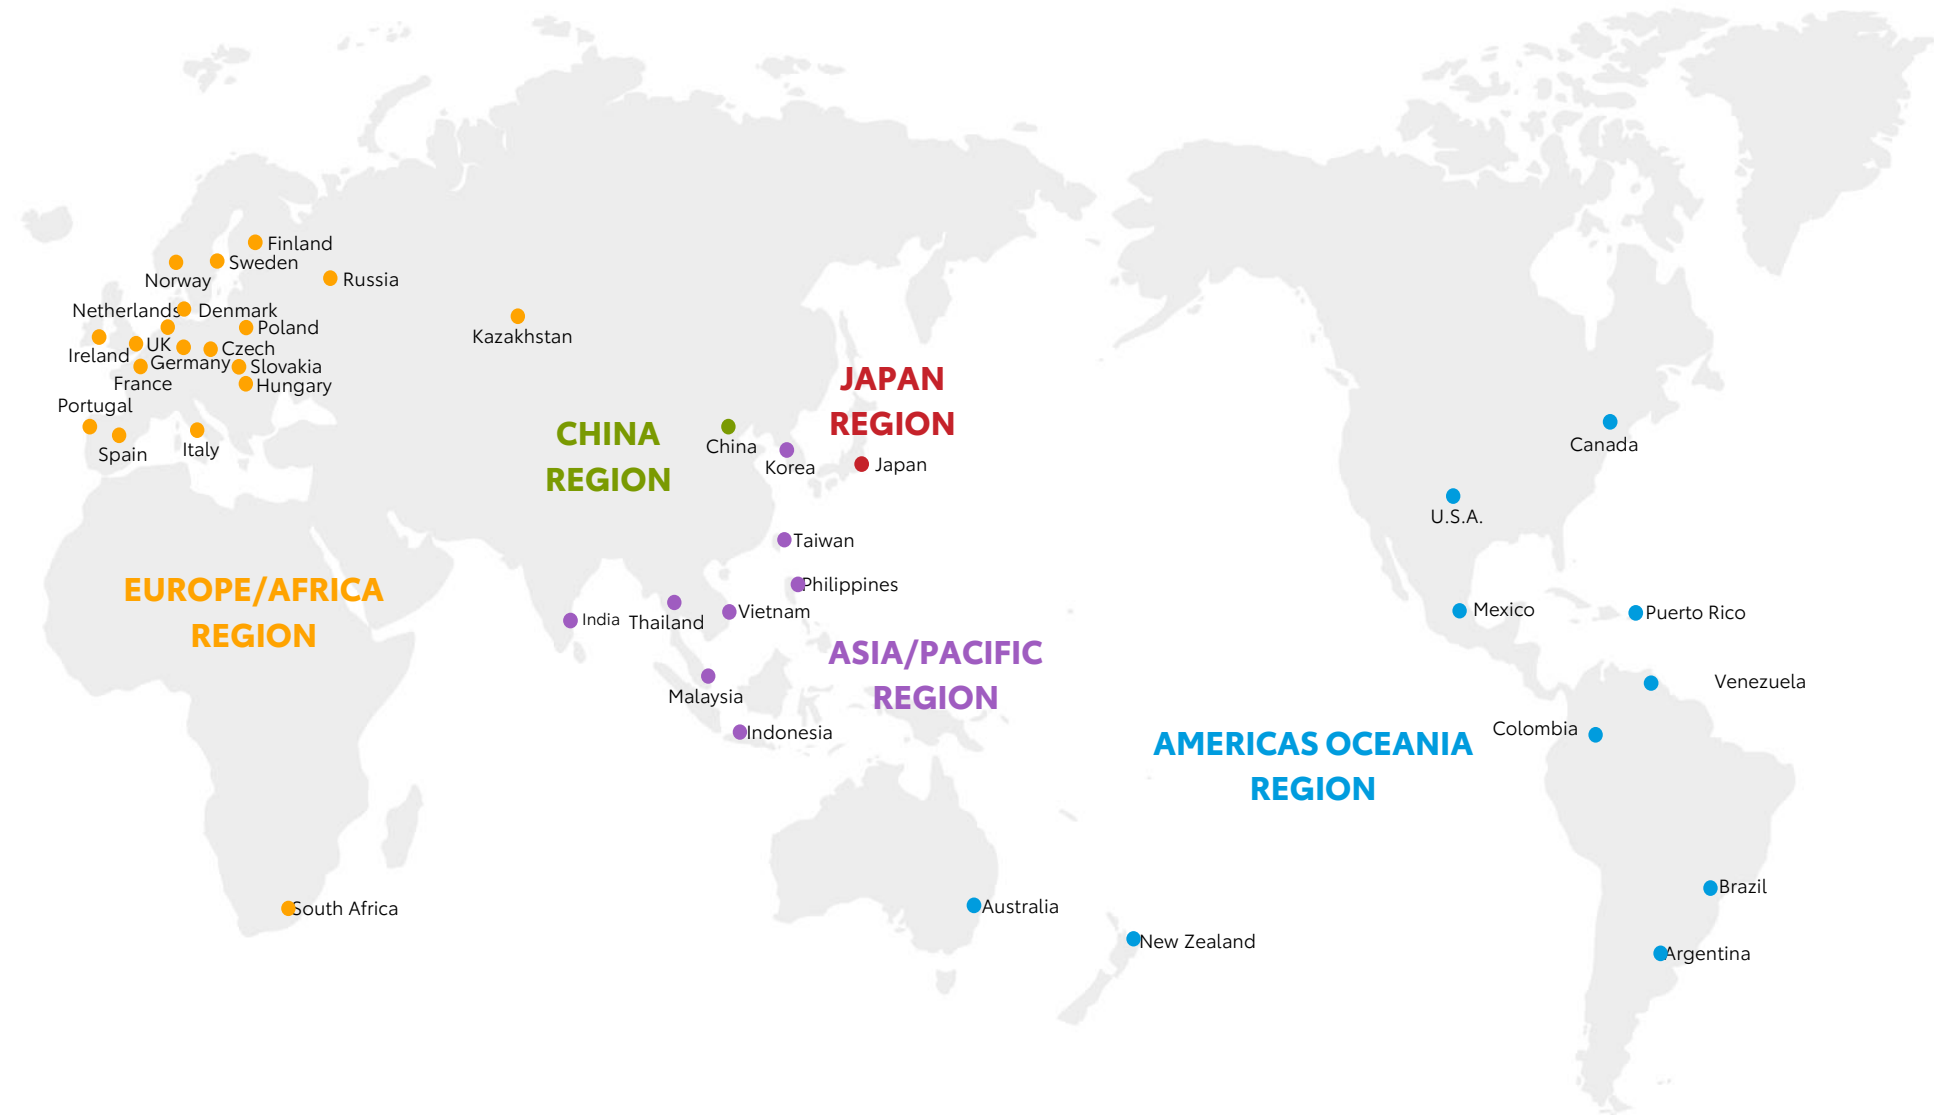 Finland
Sweden
Norway
Russia
Netherlands
Denmark
Poland
Kazakhstan
UK
Czech
Ireland
Germany
Slovakia
France
Hungary
Portugal
Spain
Italy
JAPAN
REGION
CHINA
REGION
China
Korea
Japan
Canada
U.S.A.
Taiwan
Philippines
EUROPE/AFRICA
REGION
India
Thailand
Vietnam
Mexico
Puerto Rico
ASIA/PACIFIC
REGION
Malaysia
Indonesia
Venezuela
Colombia
AMERICAS OCEANIA
REGION
South Africa
Australia
New Zealand
Brazil
Argentina